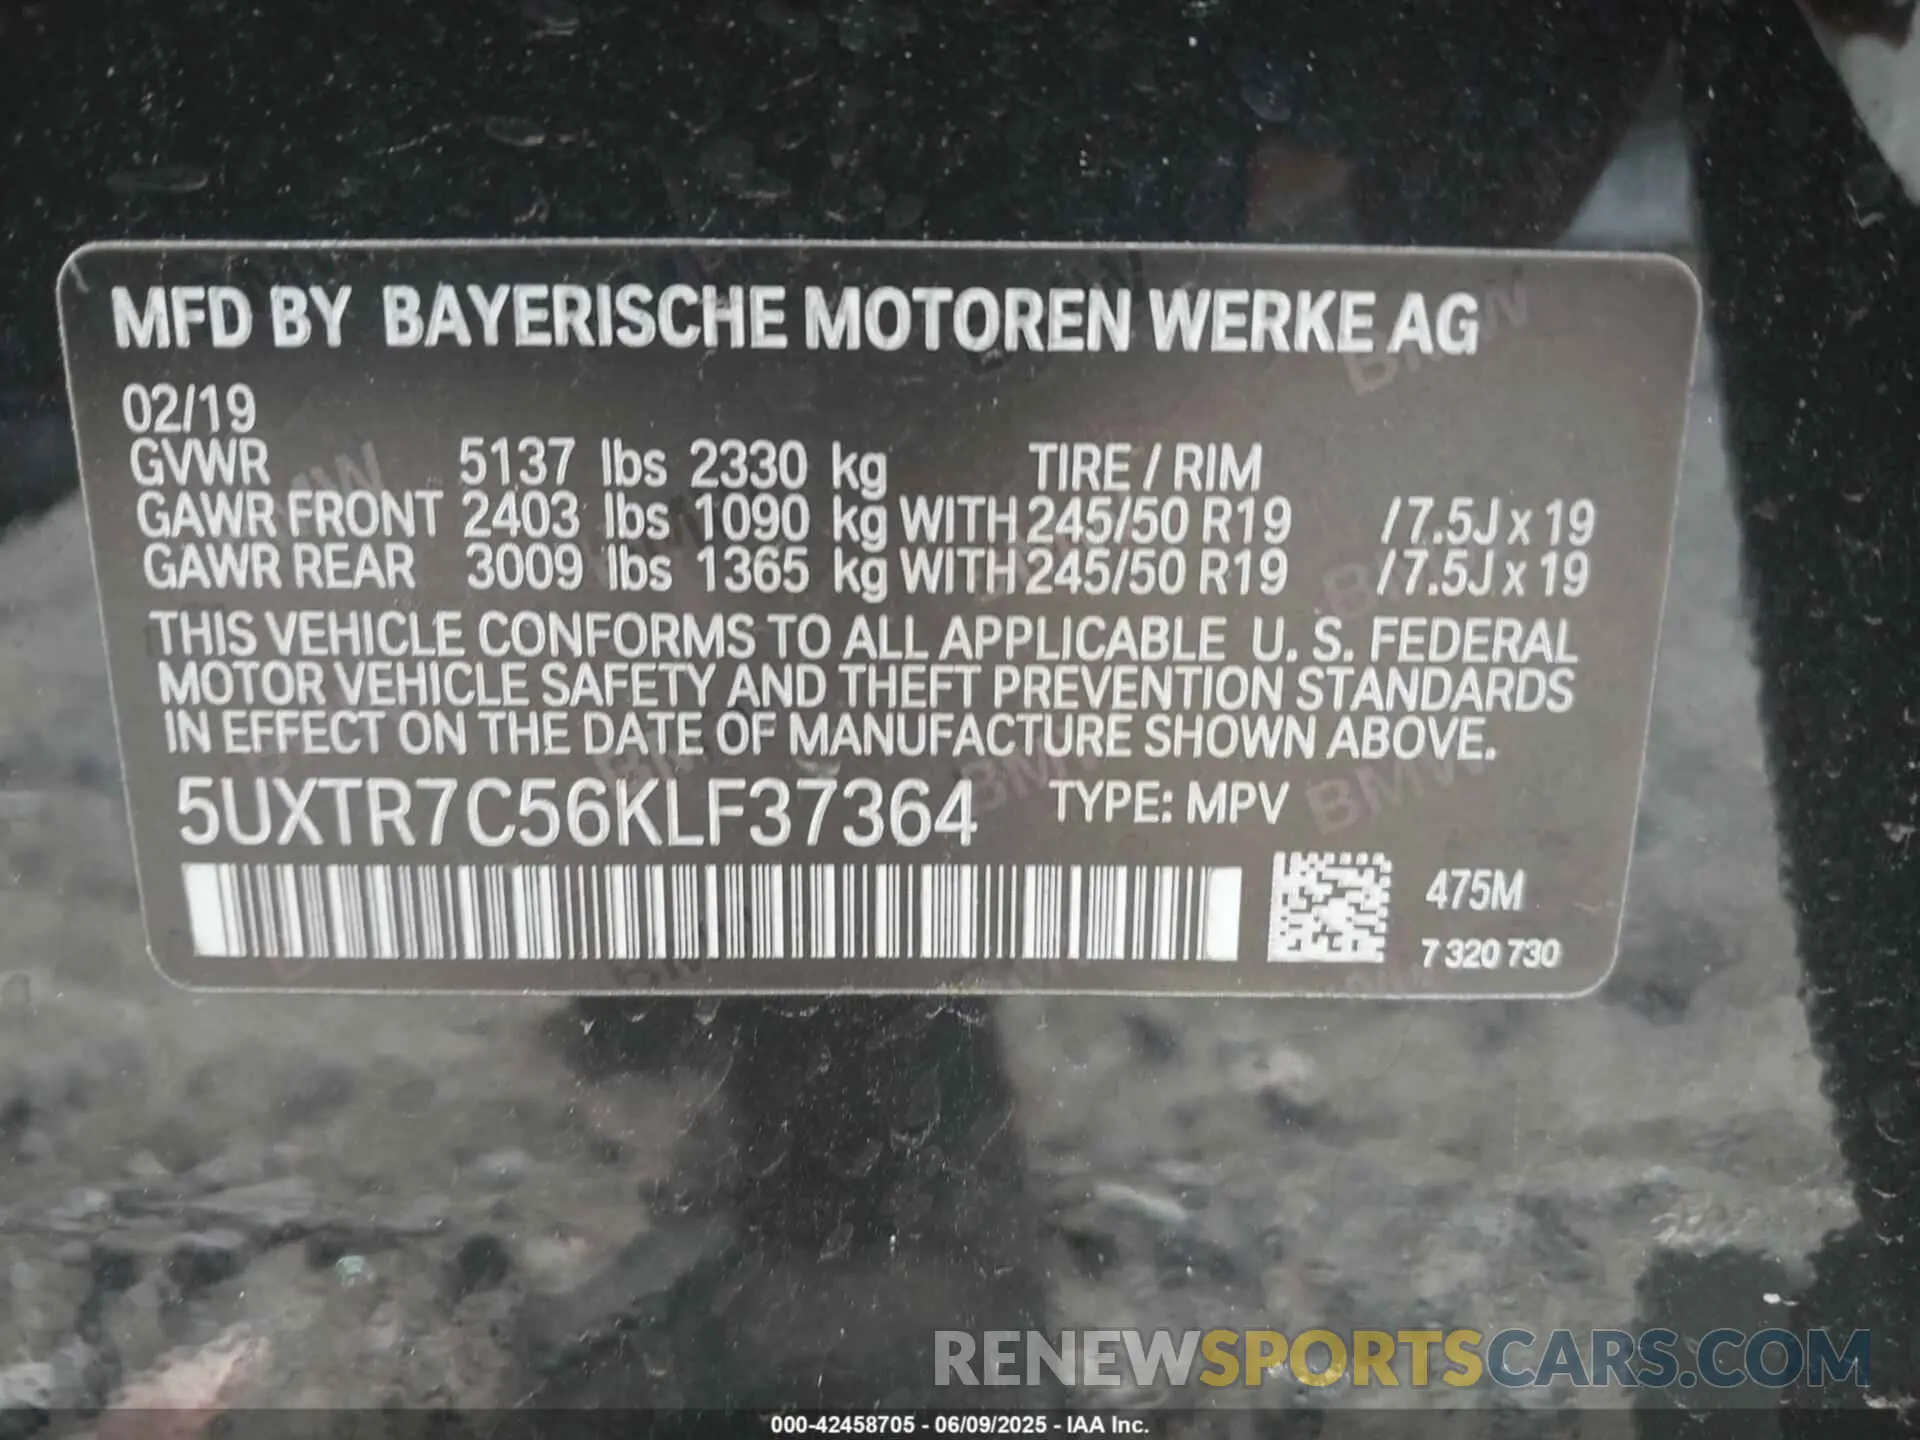 MFD BY BAYERISCHE MOTOREN WERKE AG
02/19
GVWR 5137 lbs 2330 kg TIRE / RIM
GAWR FRONT 2403 lbs 1090 kg WITH 245/50 R19 / 7.5J x 19
GAWR REAR 3009 lbs 1365 kg WITH 245/50 R19 / 7.5J x 19
THIS VEHICLE CONFORMS TO ALL APPLICABLE U. S. FEDERAL
MOTOR VEHICLE SAFETY AND THEFT PREVENTION STANDARDS
IN EFFECT ON THE DATE OF MANUFACTURE SHOWN ABOVE.
5UXTR7C56KLF37364 TYPE: MPV
475M
7 320 730
RENEWSPORTSCARS.COM
000-42458705 - 06/09/2025 - IAA Inc.